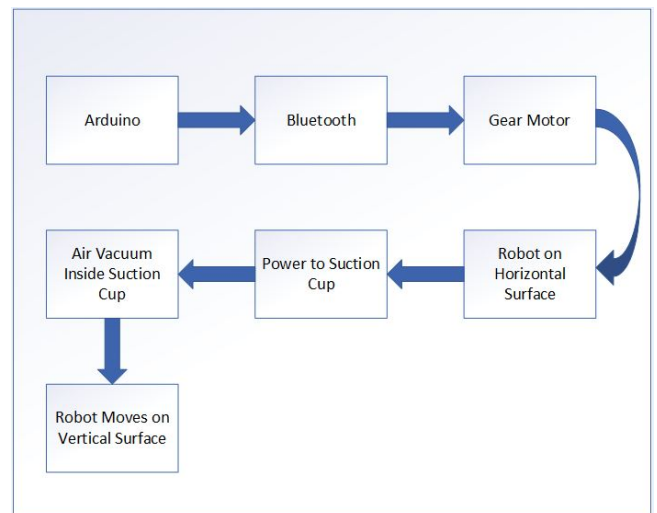 Arduino
Bluetooth
Gear Motor
Robot on
Horizontal
Surface
Power to Suction
Cup
Air Vacuum
Inside Suction
Cup
Robot Moves on
Vertical Surface